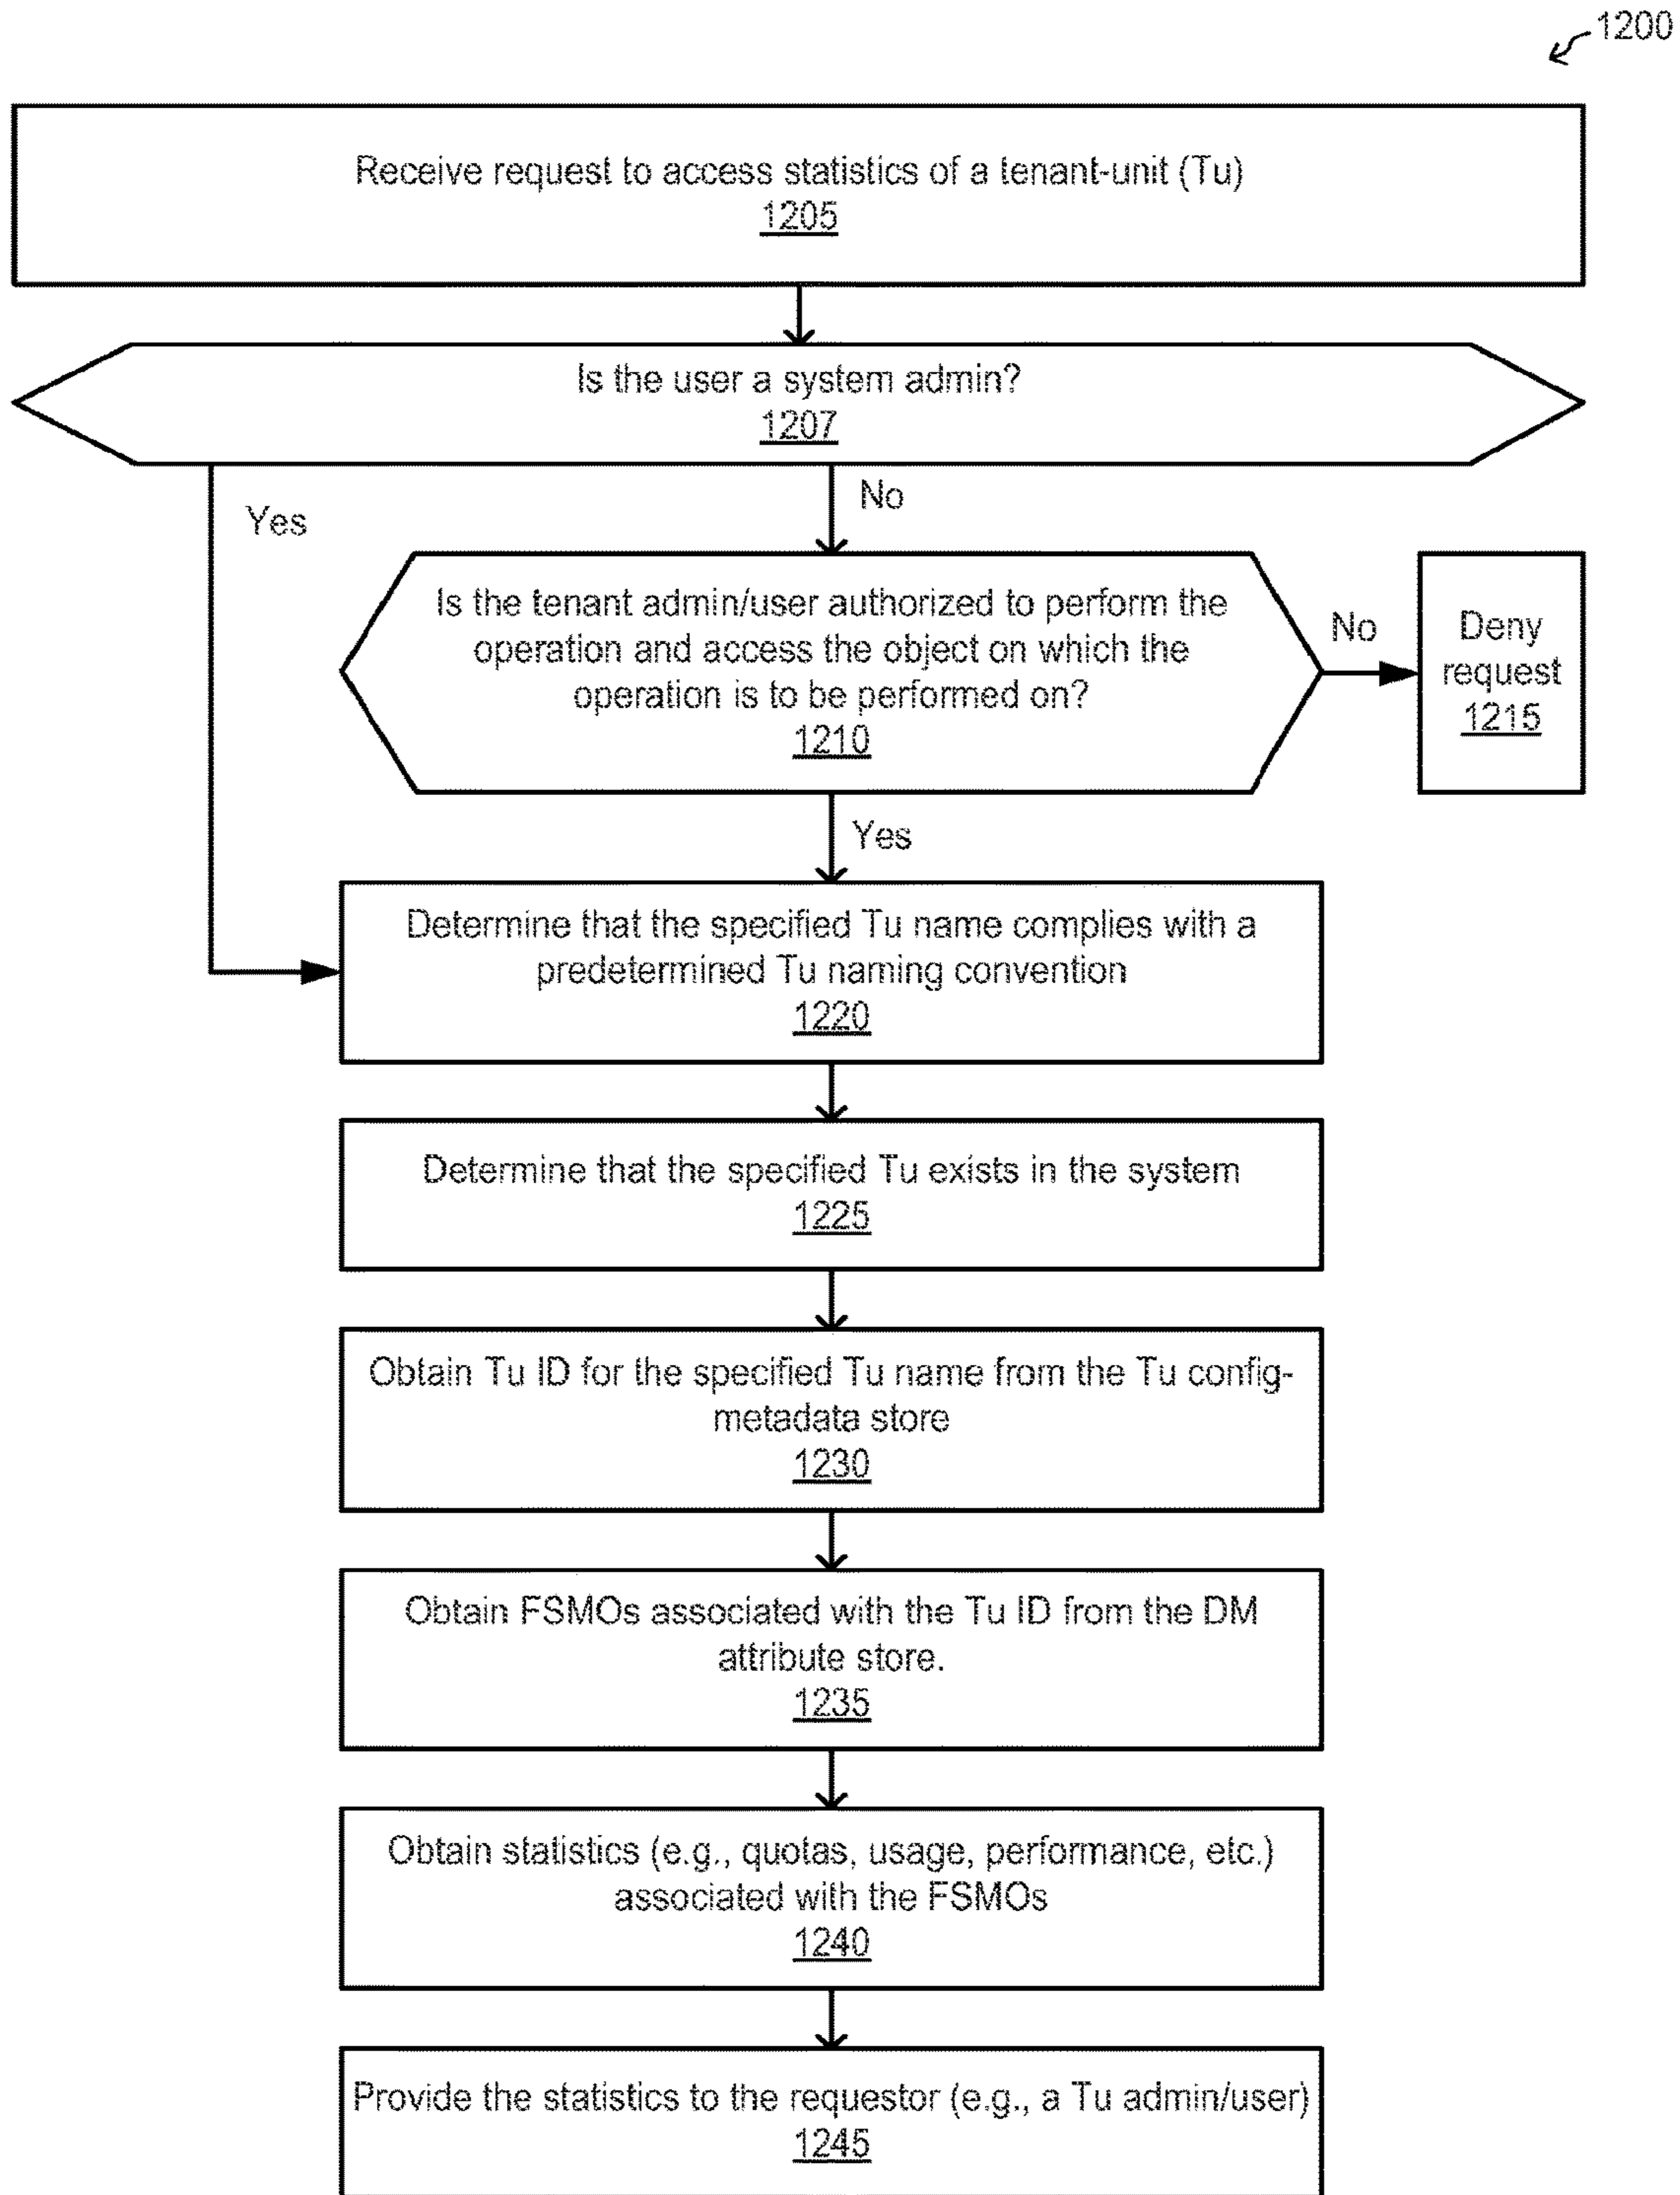 1200
Receive request to access statistics of a tenant-unit (Tu)
1205
Is the user a system admin?
1207
Yes
No
Is the tenant admin/user authorized to perform the
operation and access the object on which the
operation is to be performed on?
1210
No
Deny
request
1215
Yes
Determine that the specified Tu name complies with a
predetermined Tu naming convention
1220
Determine that the specified Tu exists in the system
1225
Obtain Tu ID for the specified Tu name from the Tu config-
metadata store
1230
Obtain FSMOs associated with the Tu ID from the DM
attribute store.
1235
Obtain statistics (e.g., quotas, usage, performance, etc.)
associated with the FSMOs
1240
Provide the statistics to the requestor (e.g., a Tu admin/user)
1245